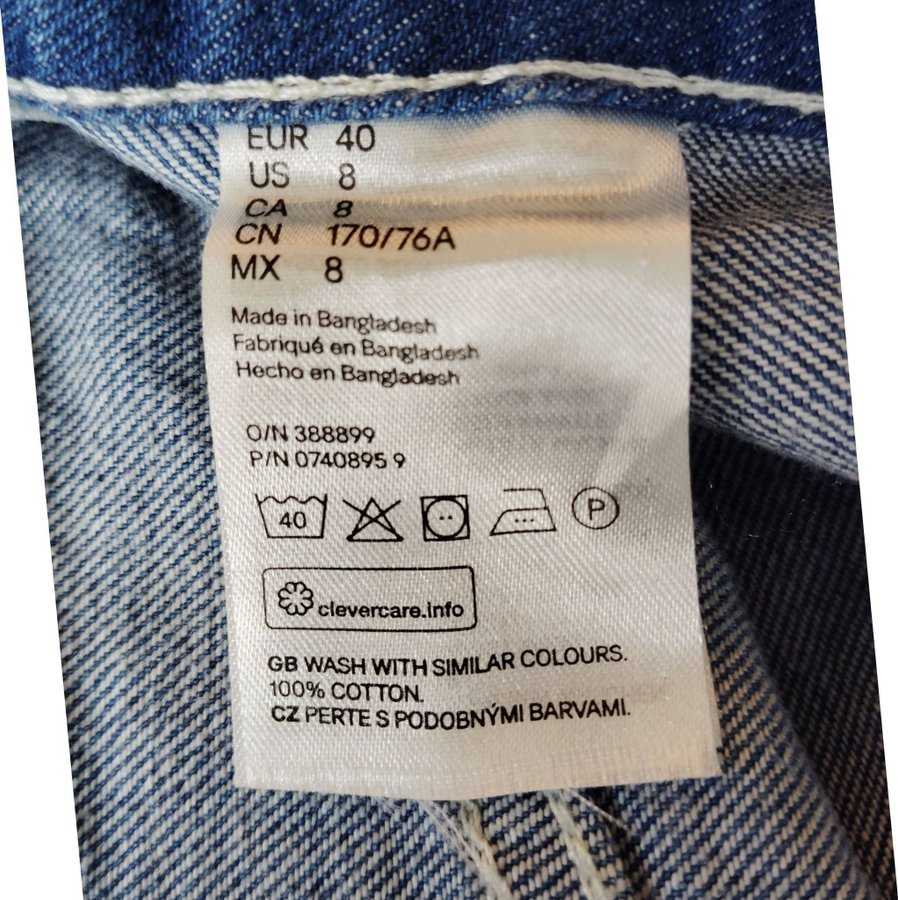 EUR 40
US 8
CA 8
CN 170/76A
MX 8
Made in Bangladesh
Fabriqué en Bangladesh
Hecho en Bangladesh
O/N 388899
P/N 0740895 9
40 P
clevercare.info
GB WASH WITH SIMILAR COLOURS.
100% COTTON.
CZ PERTE S PODOBNÝMI BARVAMI.